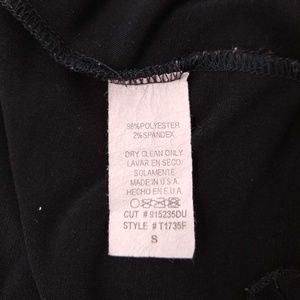 98%POLYESTER
2%SPANDEX
DRY CLEAN ONLY
LAVAR EN SECO
SOLAMENTE
MADE IN U.S.A.
HECHO EN E.U.A.
CUT # 915235DU
STYLE # T1735F
S